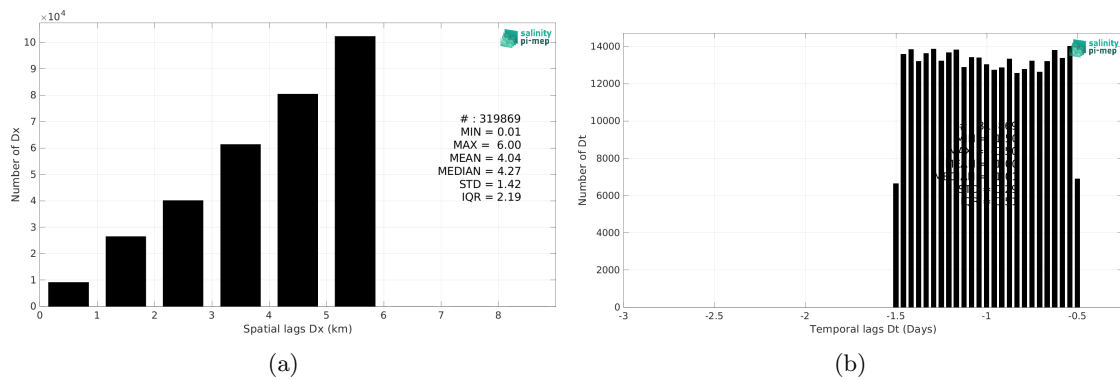 ×10⁴
salinity
pi-mep
10
9
8
7
6
5
4
3
2
1
0
Number of Dx
# : 319869
MIN = 0.01
MAX = 6.00
MEAN = 4.04
MEDIAN = 4.27
STD = 1.42
IQR = 2.19
0 1 2 3 4 5 6 7 8
Spatial lags Dx (km)
(a)
salinity
pi-mep
14000
12000
10000
8000
6000
4000
2000
0
Number of Dt
-3 -2.5 -2 -1.5 -1 -0.5
Temporal lags Dt (Days)
(b)